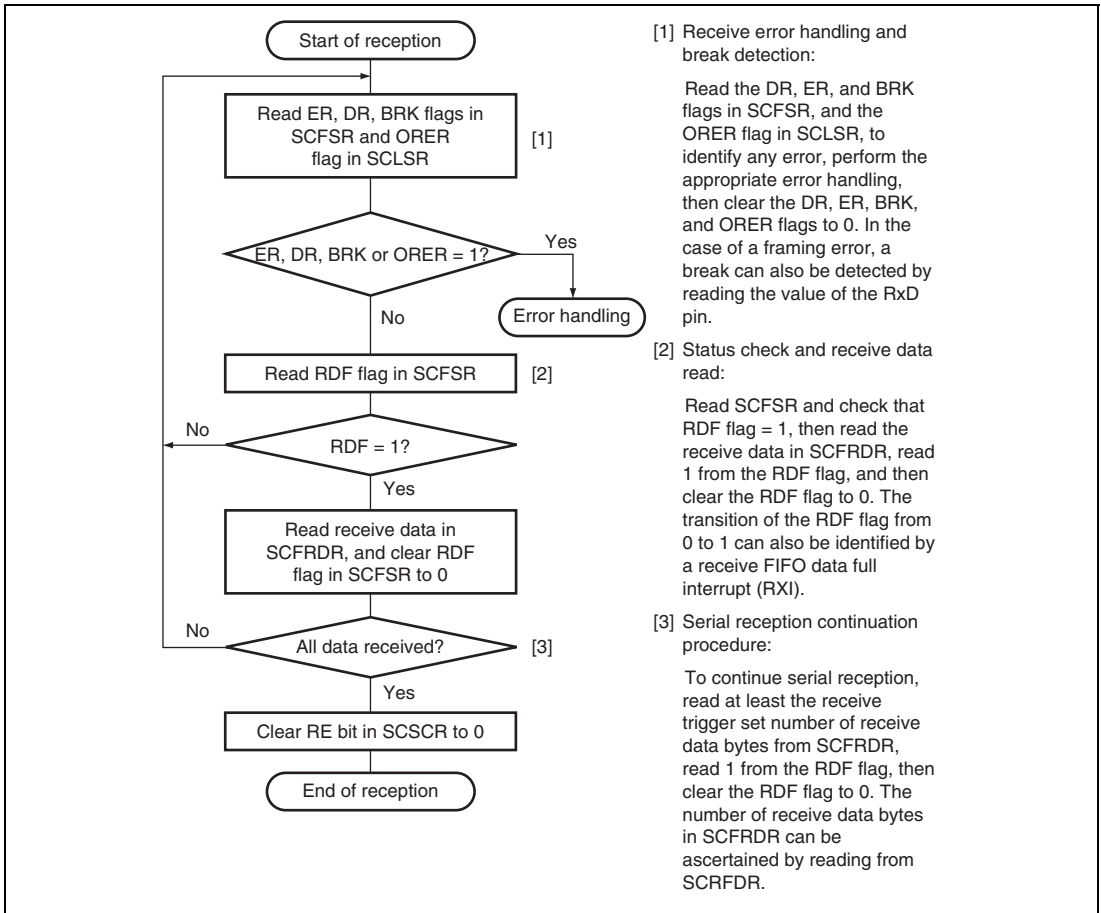 Start of reception
Read ER, DR, BRK flags in
SCFSR and ORER
flag in SCLSR
[1]
ER, DR, BRK or ORER = 1?
Yes
No
Error handling
Read RDF flag in SCFSR
[2]
No
RDF = 1?
Yes
Read receive data in
SCFRDR, and clear RDF
flag in SCFSR to 0
No
All data received?
[3]
Yes
Clear RE bit in SCSCR to 0
End of reception
[1] Receive error handling and
break detection:
Read the DR, ER, and BRK
flags in SCFSR, and the
ORER flag in SCLSR, to
identify any error, perform the
appropriate error handling,
then clear the DR, ER, BRK,
and ORER flags to 0. In the
case of a framing error, a
break can also be detected by
reading the value of the RxD
pin.
[2] Status check and receive data
read:
Read SCFSR and check that
RDF flag = 1, then read the
receive data in SCFRDR, read
1 from the RDF flag, and then
clear the RDF flag to 0. The
transition of the RDF flag from
0 to 1 can also be identified by
a receive FIFO data full
interrupt (RXI).
[3] Serial reception continuation
procedure:
To continue serial reception,
read at least the receive
trigger set number of receive
data bytes from SCFRDR,
read 1 from the RDF flag, then
clear the RDF flag to 0. The
number of receive data bytes
in SCFRDR can be
ascertained by reading from
SCRFDR.